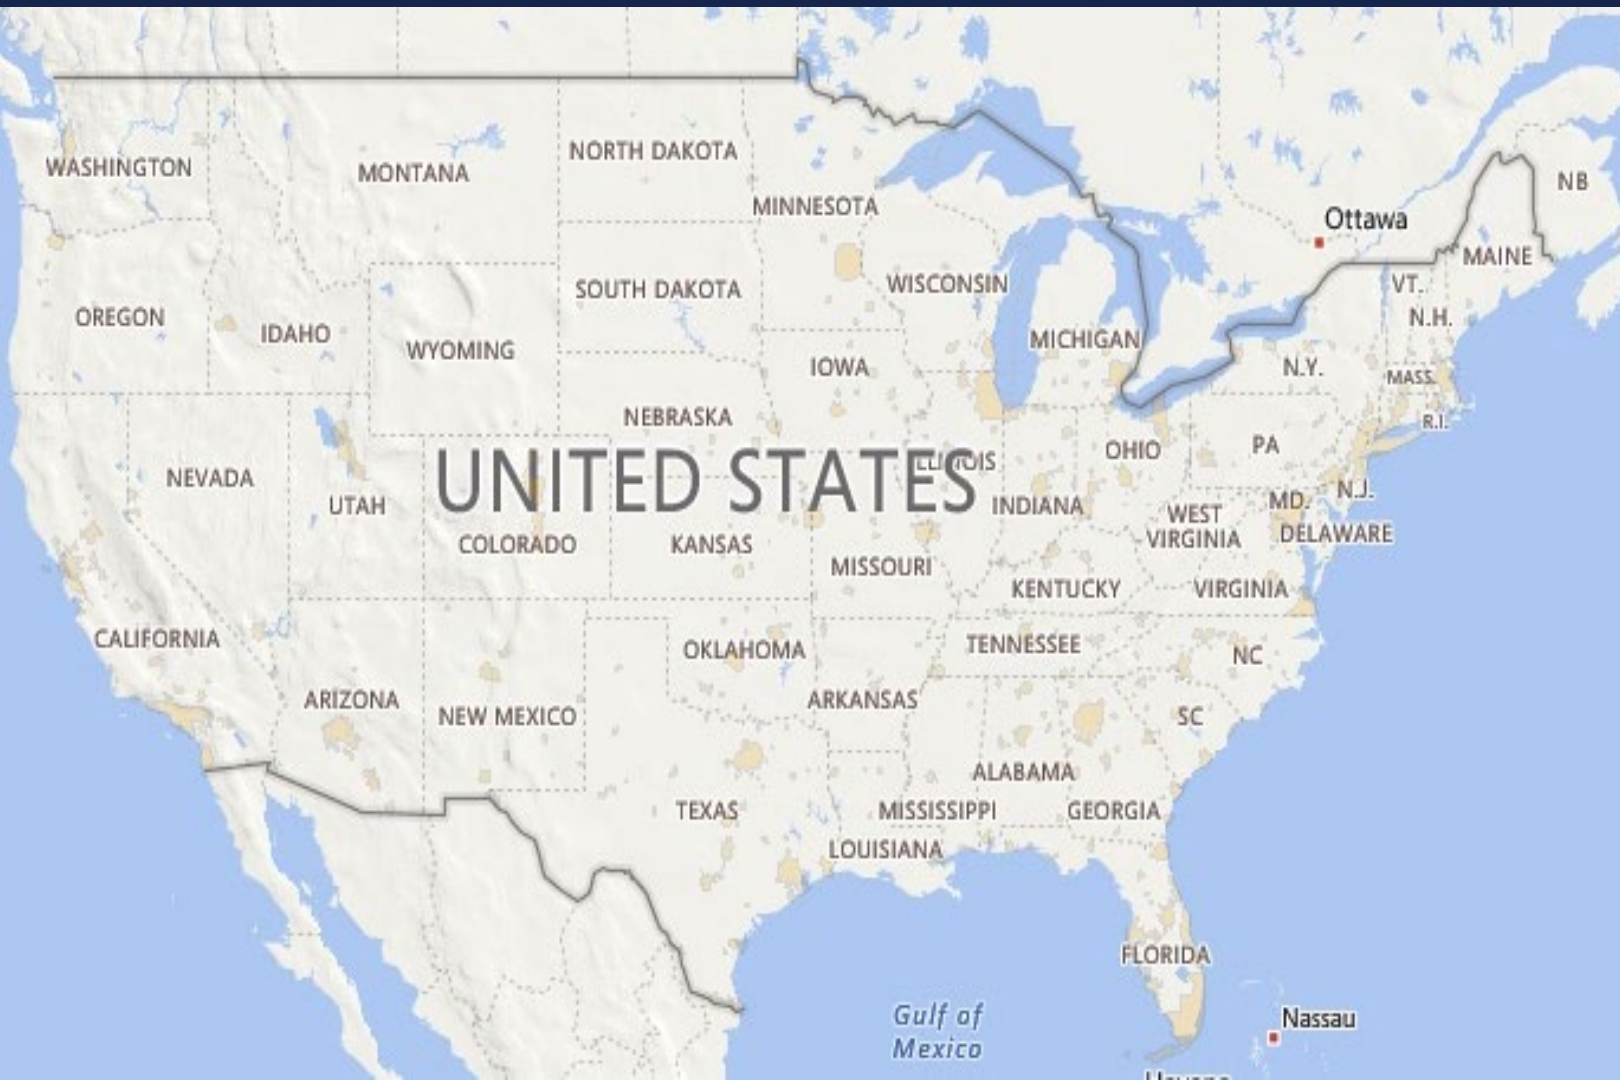 WASHINGTON
MONTANA
NORTH DAKOTA
MINNESOTA
Ottawa
NB
MAINE
VT.
N.H.
OREGON
IDAHO
WYOMING
SOUTH DAKOTA
WISCONSIN
MICHIGAN
IOWA
N.Y.
MASS.
R.I.
NEBRASKA
NEVADA
UTAH
UNITED STATES
ILLINOIS
INDIANA
OHIO
PA
N.J.
MD.
DELAWARE
WEST
VIRGINIA
COLORADO
KANSAS
MISSOURI
KENTUCKY
VIRGINIA
CALIFORNIA
ARIZONA
NEW MEXICO
OKLAHOMA
ARKANSAS
TENNESSEE
NC
SC
TEXAS
LOUISIANA
MISSISSIPPI
ALABAMA
GEORGIA
FLORIDA
Gulf of
Mexico
Nassau